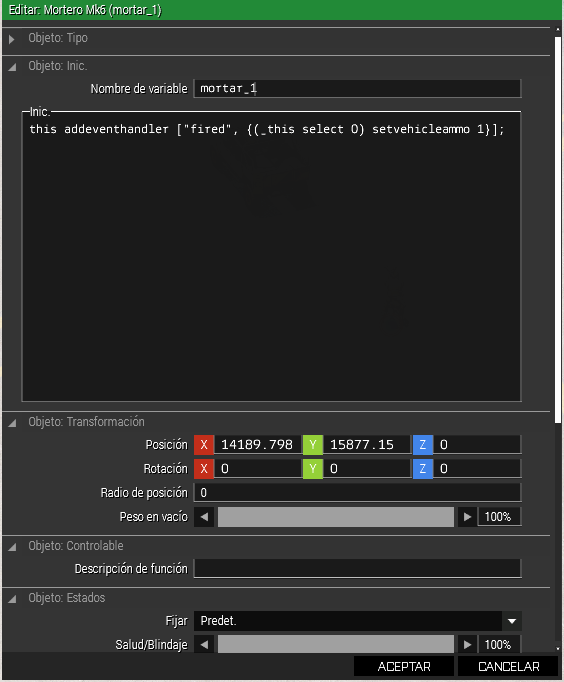 Editar: Mortero Mk6 (mortar_1)
Objeto: Tipo
Objeto: Inic.
Nombre de variable mortar_1
Inic.
this addeventhandler ["fired", {(_this select 0) setvehicleammo 1}];
Objeto: Transformación
Posición X 14189.798 Y 15877.15 Z 0
Rotación X 0 Y 0 Z 0
Radio de posición 0
Peso en vacío 100%
Objeto: Controlable
Descripción de función
Objeto: Estados
Fijar Predet.
Salud/Blindaje 100%
ACEPTAR CANCELAR